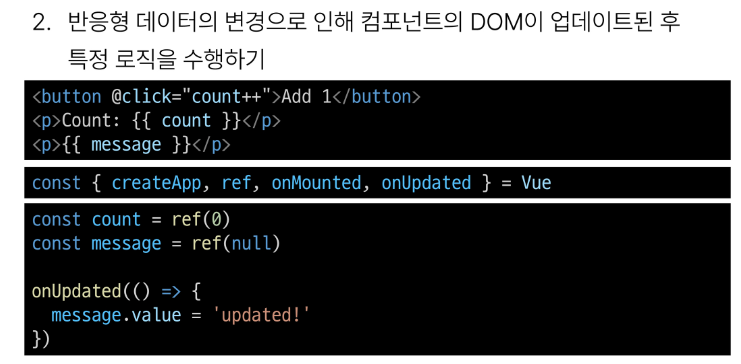 2. 반응형 데이터의 변경으로 인해 컴포넌트의 DOM이 업데이트된 후
특정 로직을 수행하기
<button @click="count++">Add 1</button>
<p>Count: {{ count }}</p>
<p>{{ message }}</p>
const { createApp, ref, onMounted, onUpdated } = Vue
const count = ref(0)
const message = ref(null)
onUpdated(() => {
  message.value = 'updated!'
})